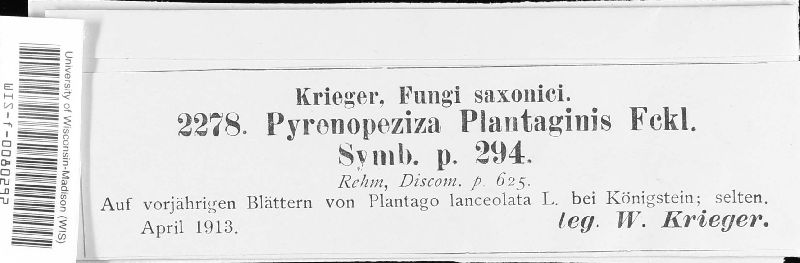 University of Wisconsin-Madison (WIS)
WIS-f-0080292
Krieger, Fungi saxonici.
2278. Pyrenopeziza Plantaginis Fckl.
Symb. p. 294.
Rehm, Discom. p. 625.
Auf vorjährigen Blättern von Plantago lanceolata L. bei Königstein; selten.
April 1913. leg. W. Krieger.